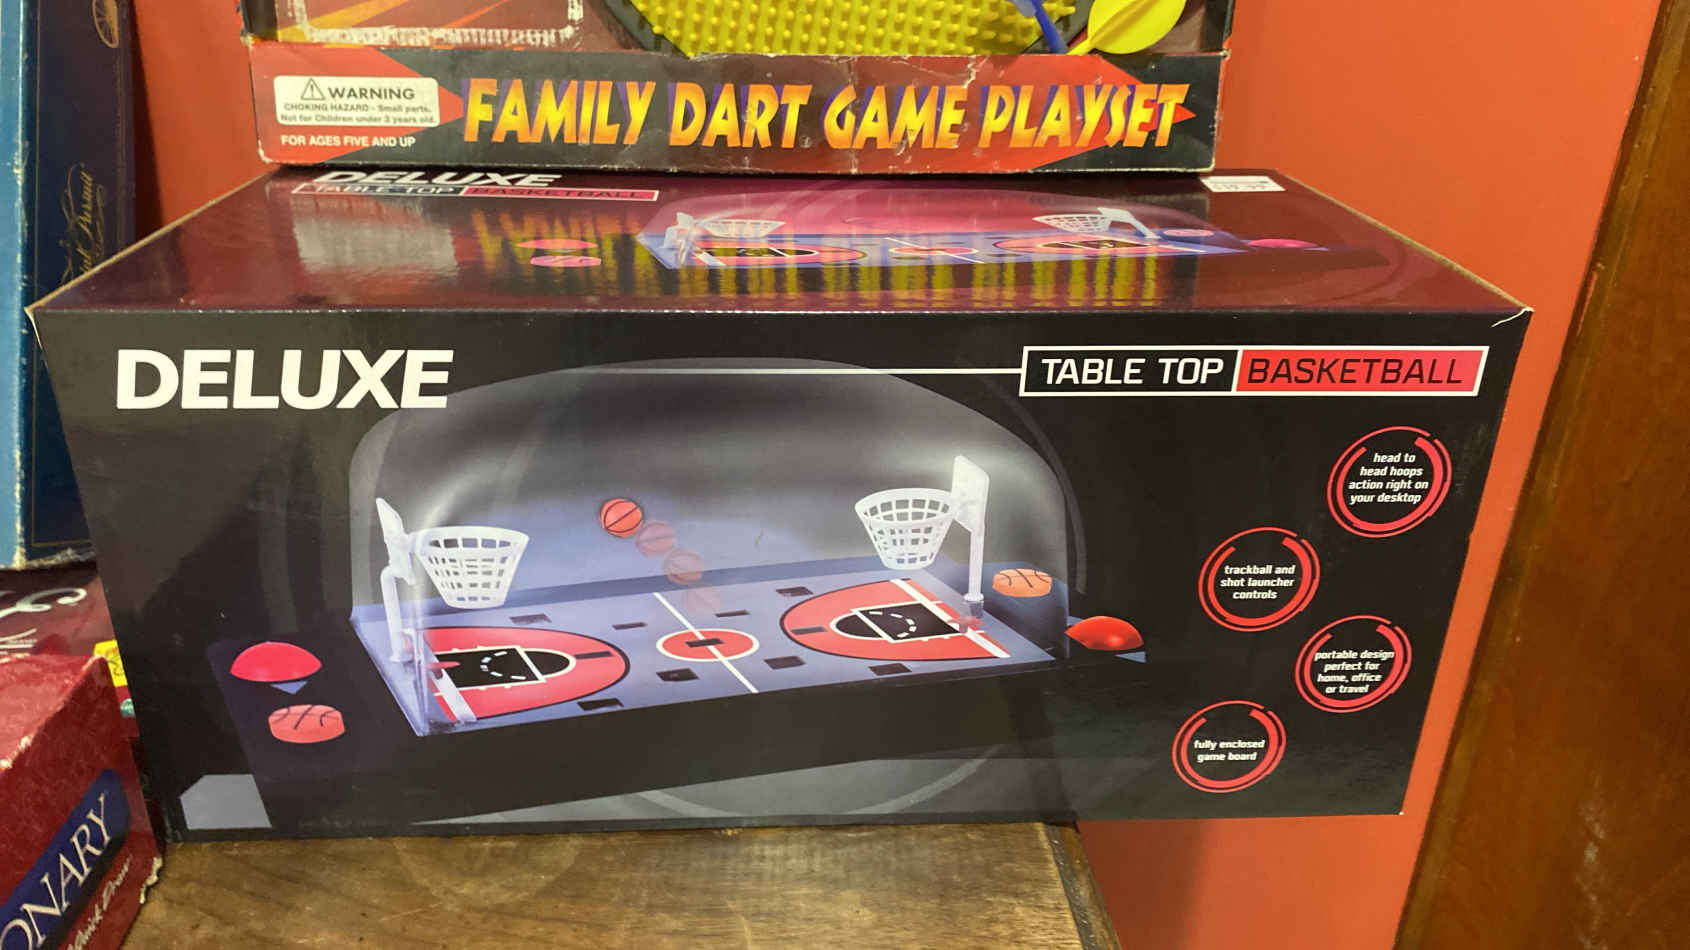 WARNING
CHOKING HAZARD - Small parts.
Not for Children under 3 years old.
FOR AGES FIVE AND UP
FAMILY DART GAME PLAYSET
DELUXE
TABLE TOP BASKETBALL
DELUXE
TABLE TOP BASKETBALL
head to
head hoops
action right on
your desktop
trackball and
shot launcher
controls
portable design
perfect for
home, office
or travel
fully enclosed
game board